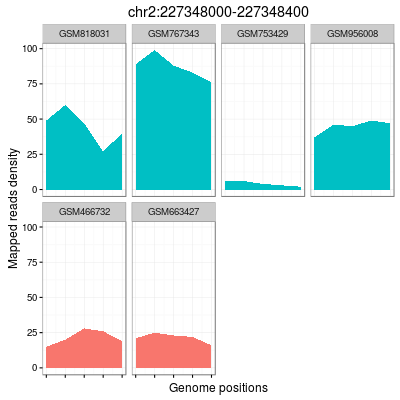 chr2:227348000-227348400
GSM818031 GSM767343 GSM753429 GSM956008
100
75
50
25
0
GSM466732 GSM663427
100
75
50
25
0
Mapped reads density
Genome positions